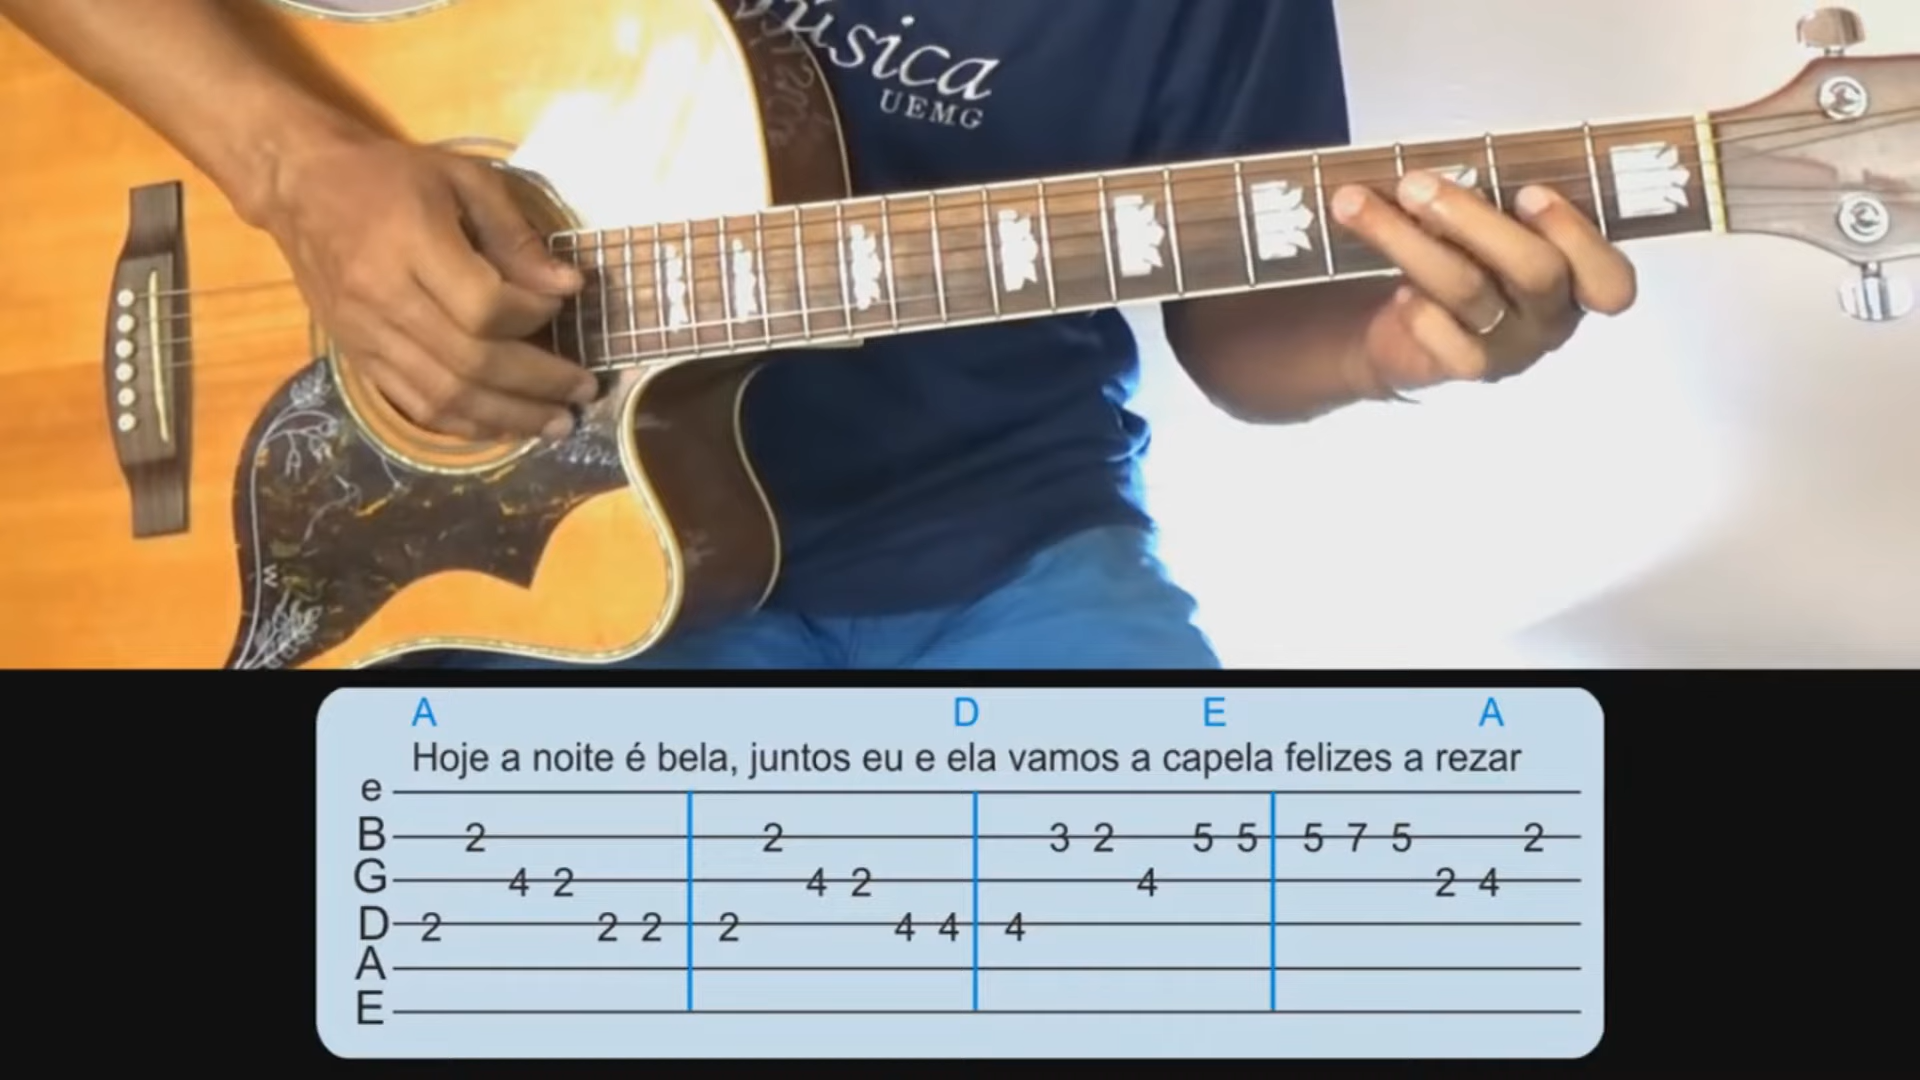 Música
UEMG
W
A D E A
Hoje a noite é bela, juntos eu e ela vamos a capela felizes a rezar
e
B 2 2 3 2 5 5 5 7 5 2
G 4 2 4 2 4 2 4
D 2 2 2 2 4 4 4
A
E